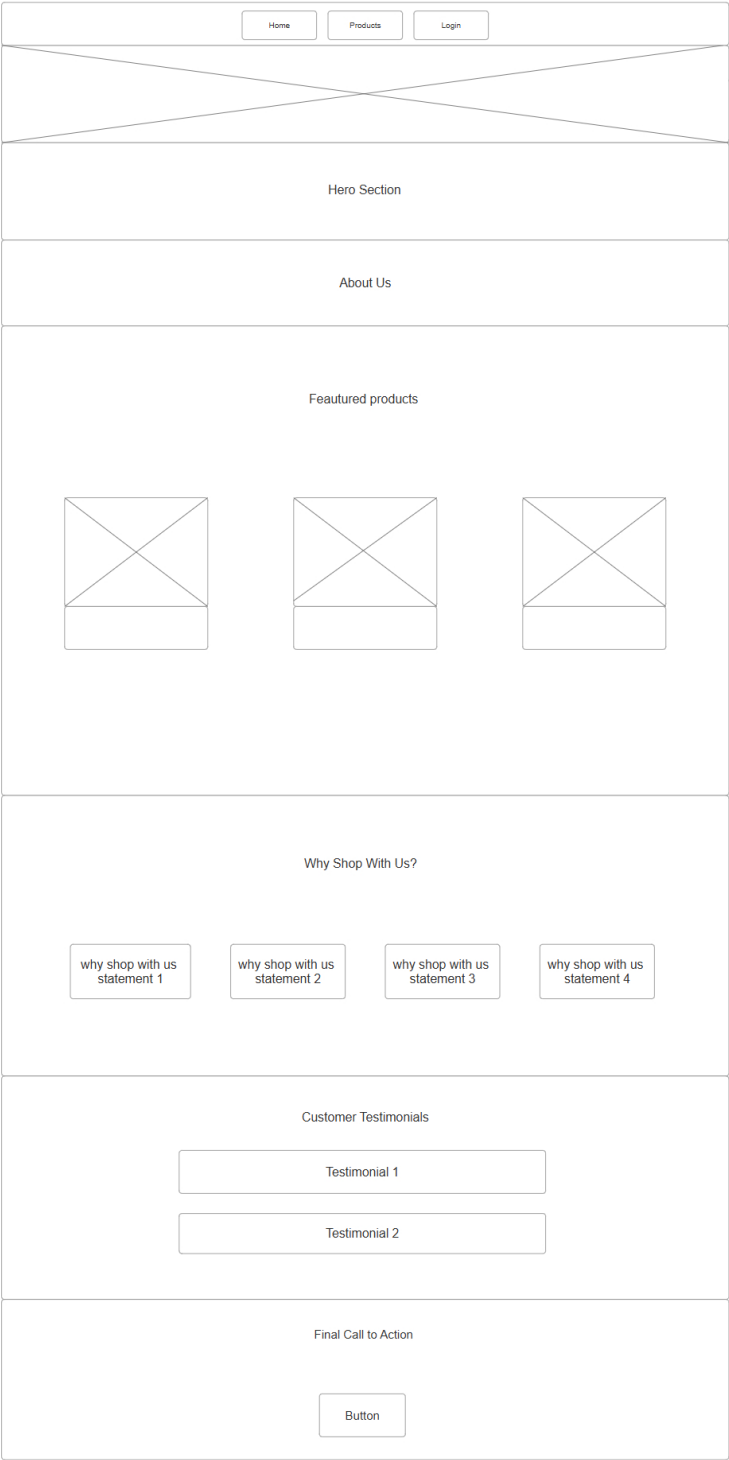 Home
Products
Login
Hero Section
About Us
Feautured products
Why Shop With Us?
why shop with us
statement 1
why shop with us
statement 2
why shop with us
statement 3
why shop with us
statement 4
Customer Testimonials
Testimonial 1
Testimonial 2
Final Call to Action
Button